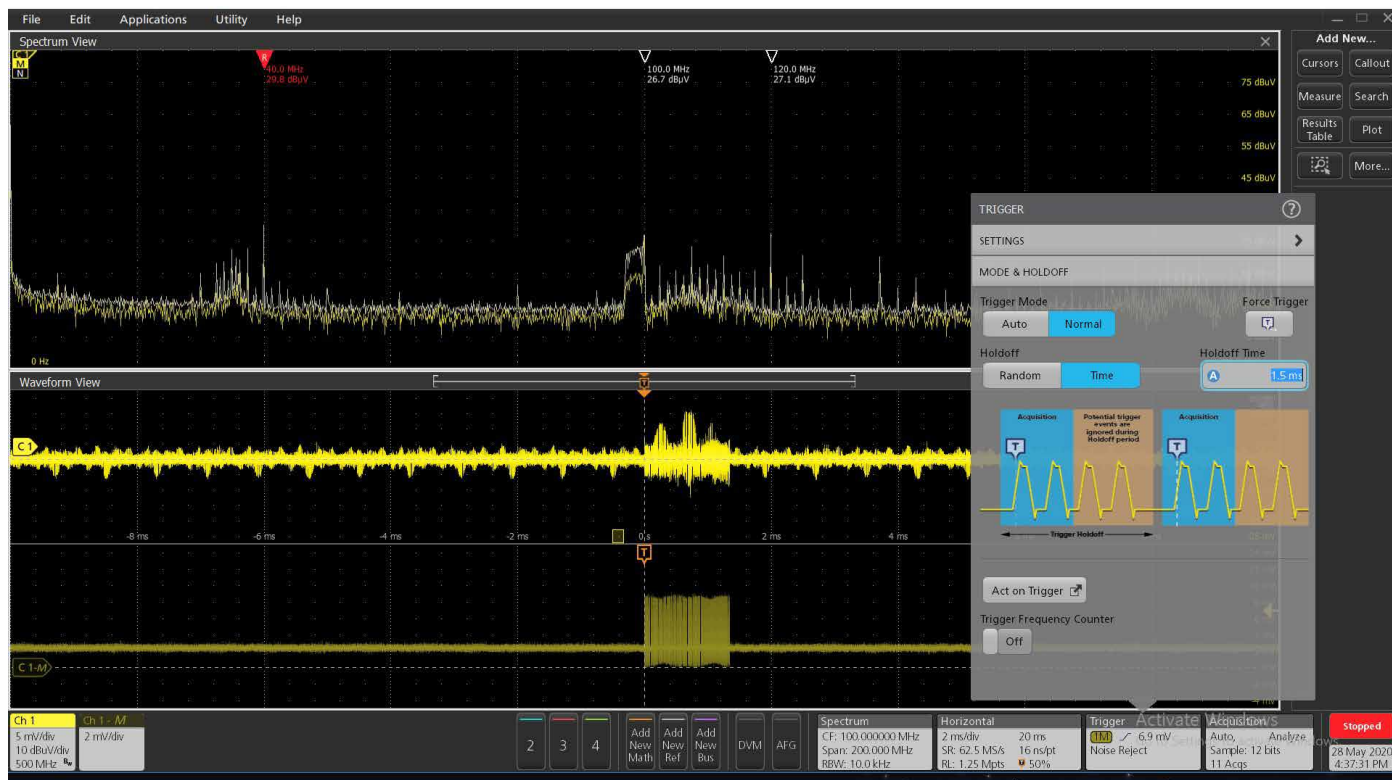 File Edit Applications Utility Help
Spectrum View
C 1
M
N
R
40.0 MHz
29.8 dBµV
100.0 MHz
26.7 dBµV
120.0 MHz
27.1 dBµV
75 dBuV
65 dBuV
55 dBuV
45 dBuV
0 Hz
Waveform View
T
C 1
-8 ms -6 ms -4 ms -2 ms 0 s 2 ms 4 ms
T
C 1-M
Add New...
Cursors Callout
Measure Search
Results Table Plot
More...
TRIGGER
?
SETTINGS
MODE & HOLDOFF
Trigger Mode Force Trigger
Auto Normal
T
Holdoff Holdoff Time
Random Time A 1.5 ms
Acquisition
Potential trigger
events are
ignored during
Holdoff period
Acquisition
T T
Trigger Holdoff
Act on Trigger
Trigger Frequency Counter
Off
-4 mV
Ch 1
5 mV/div
10 dBuV/div
500 MHz Bw
Ch 1 - M
2 mV/div
2 3 4
Add New Math
Add New Ref
Add New Bus
DVM AFG
Spectrum
CF: 100.000000 MHz
Span: 200.000 MHz
RBW: 10.0 kHz
Horizontal
2 ms/div 20 ms
SR: 62.5 MS/s 16 ns/pt
RL: 1.25 Mpts 50%
Trigger
1M 6.9 mV
Noise Reject
Activate Windows
Acquisition
Auto, Analyze
Sample: 12 bits
11 Acqs
Stopped
28 May 2020
4:37:31 PM